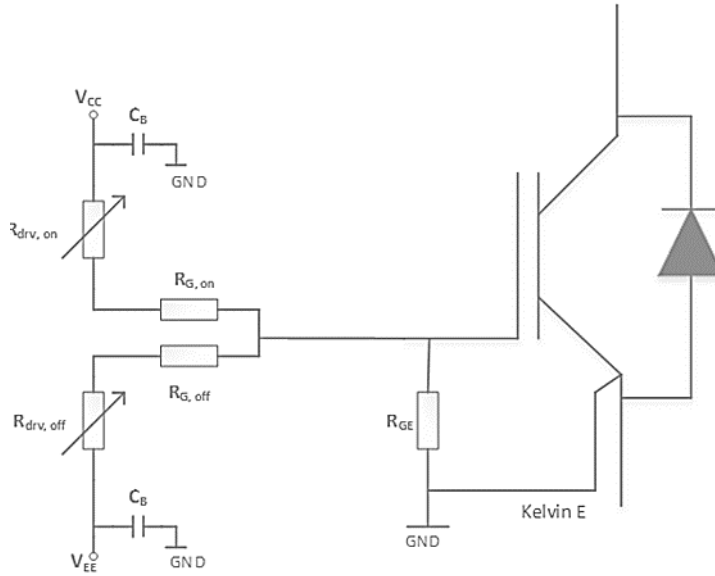 V_CC
C_B
GND
R_drv, on
R_G, on
R_G, off
R_drv, off
R_GE
C_B
Kelvin E
GND
V_EE
GND